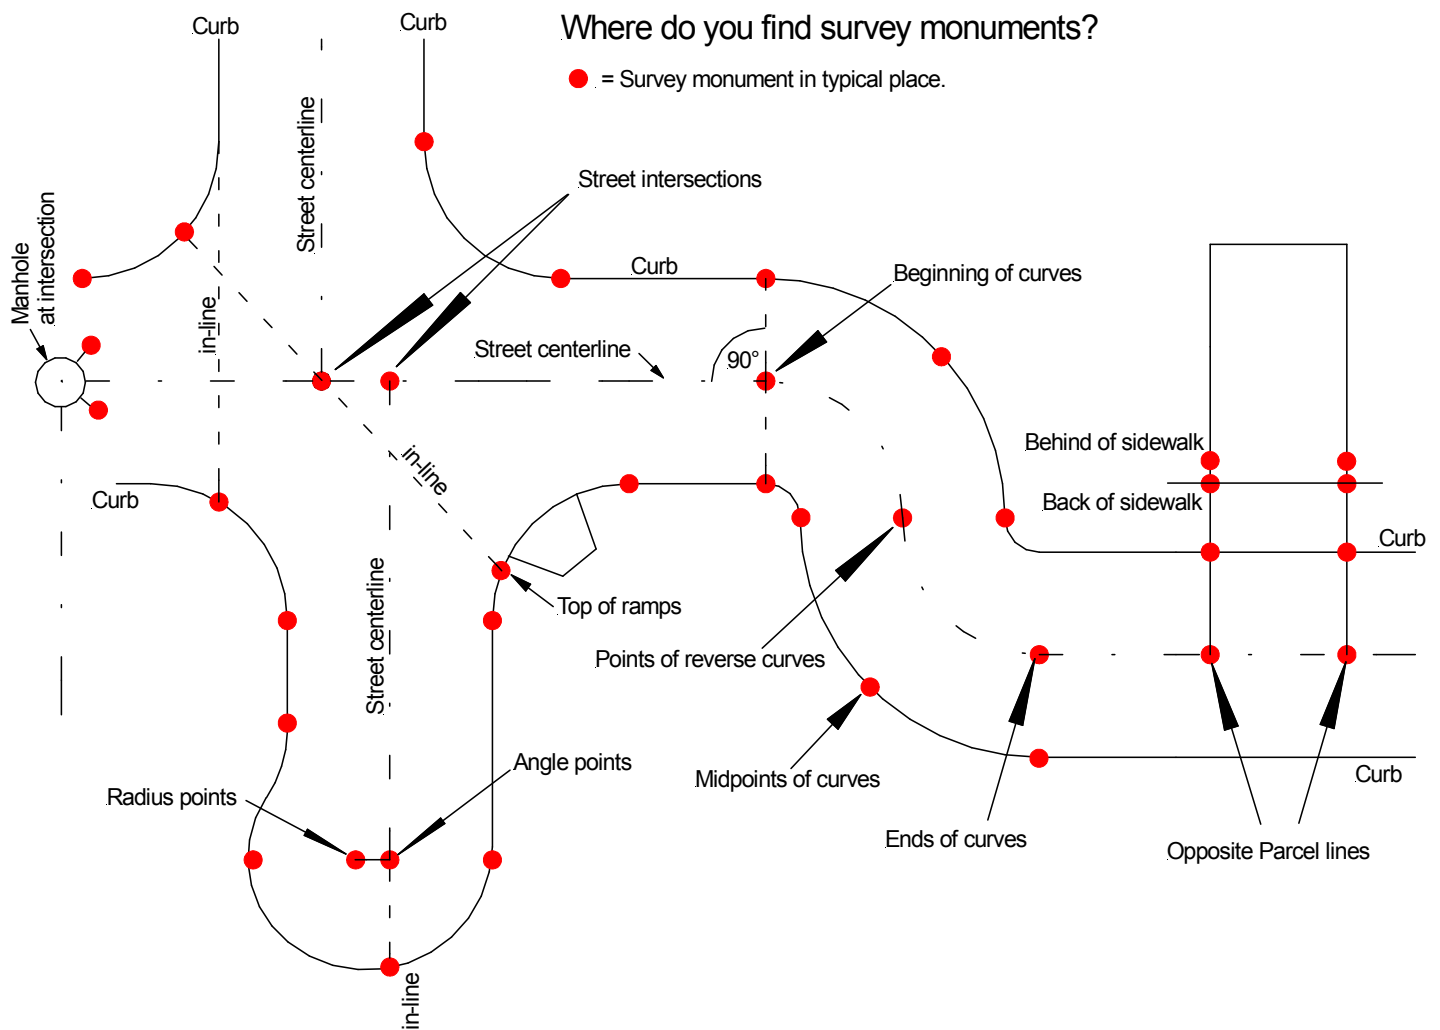 Curb
Curb
Where do you find survey monuments?
= Survey monument in typical place.
Street centerline
Street intersections
Manhole
at intersection
Curb
Beginning of curves
in-line
Street centerline
90°
Behind of sidewalk
in-line
Curb
Back of sidewalk
Curb
Street centerline
Top of ramps
Points of reverse curves
Angle points
Midpoints of curves
Curb
Radius points
Ends of curves
Opposite Parcel lines
in-line